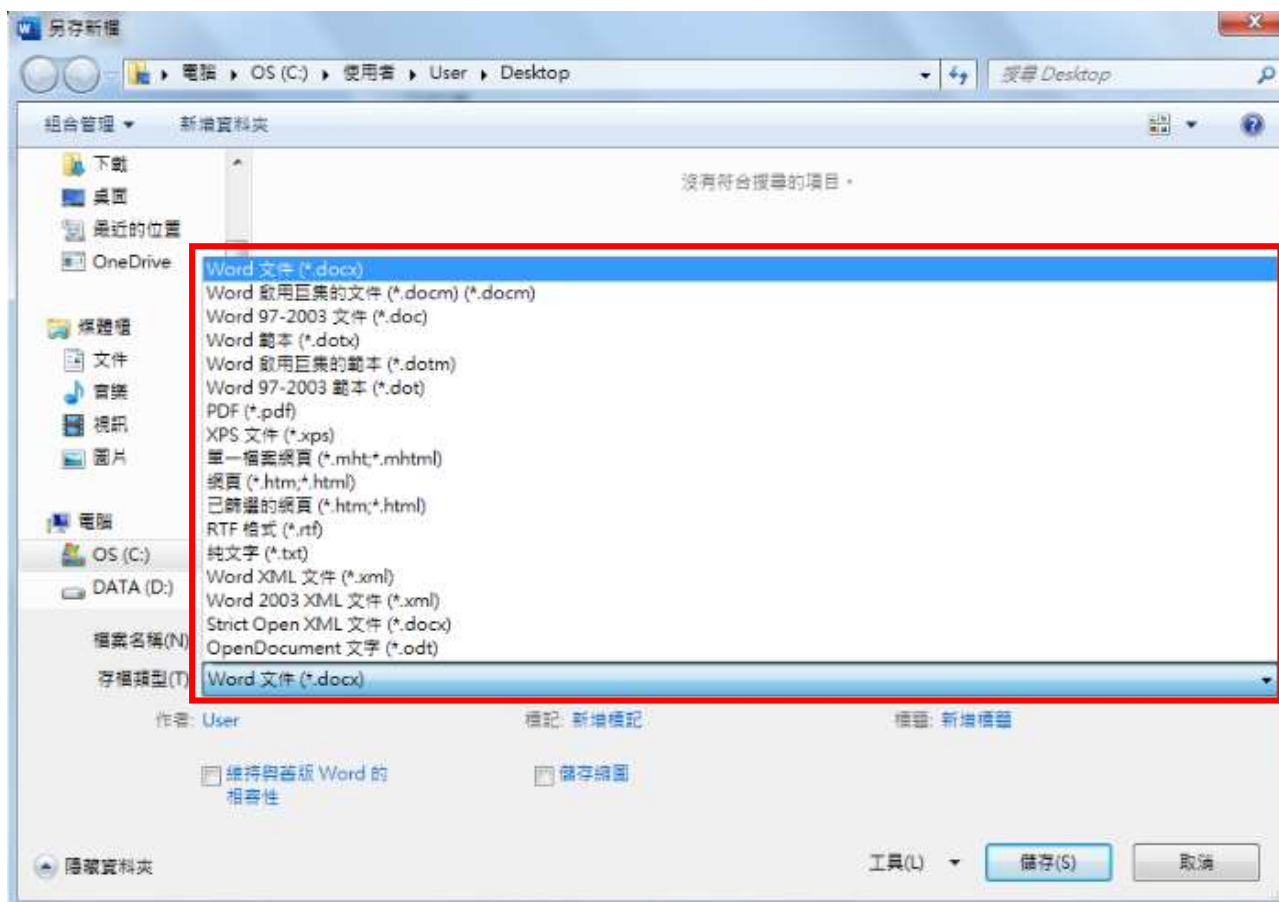 另存新檔
電腦 ▸ OS (C:) ▸ 使用者 ▸ User ▸ Desktop
搜尋 Desktop
組合管理 新增資料夾
下載
桌面
最近的位置
OneDrive
媒體櫃
文件
音樂
視訊
圖片
電腦
OS (C:)
DATA (D:)
沒有符合搜尋的項目。
Word 文件 (*.docx)
Word 啟用巨集的文件 (*.docm) (*.docm)
Word 97-2003 文件 (*.doc)
Word 範本 (*.dotx)
Word 啟用巨集的範本 (*.dotm)
Word 97-2003 範本 (*.dot)
PDF (*.pdf)
XPS 文件 (*.xps)
單一檔案網頁 (*.mht;*.mhtml)
網頁 (*.htm;*.html)
已篩選的網頁 (*.htm;*.html)
RTF 格式 (*.rtf)
純文字 (*.txt)
Word XML 文件 (*.xml)
Word 2003 XML 文件 (*.xml)
Strict Open XML 文件 (*.docx)
OpenDocument 文字 (*.odt)
檔案名稱(N)
存檔類型(T) Word 文件 (*.docx)
作者: User 標記: 新增標記 標題: 新增標題
維持與舊版 Word 的
相容性
儲存縮圖
隱藏資料夾 工具(L) 儲存(S) 取消